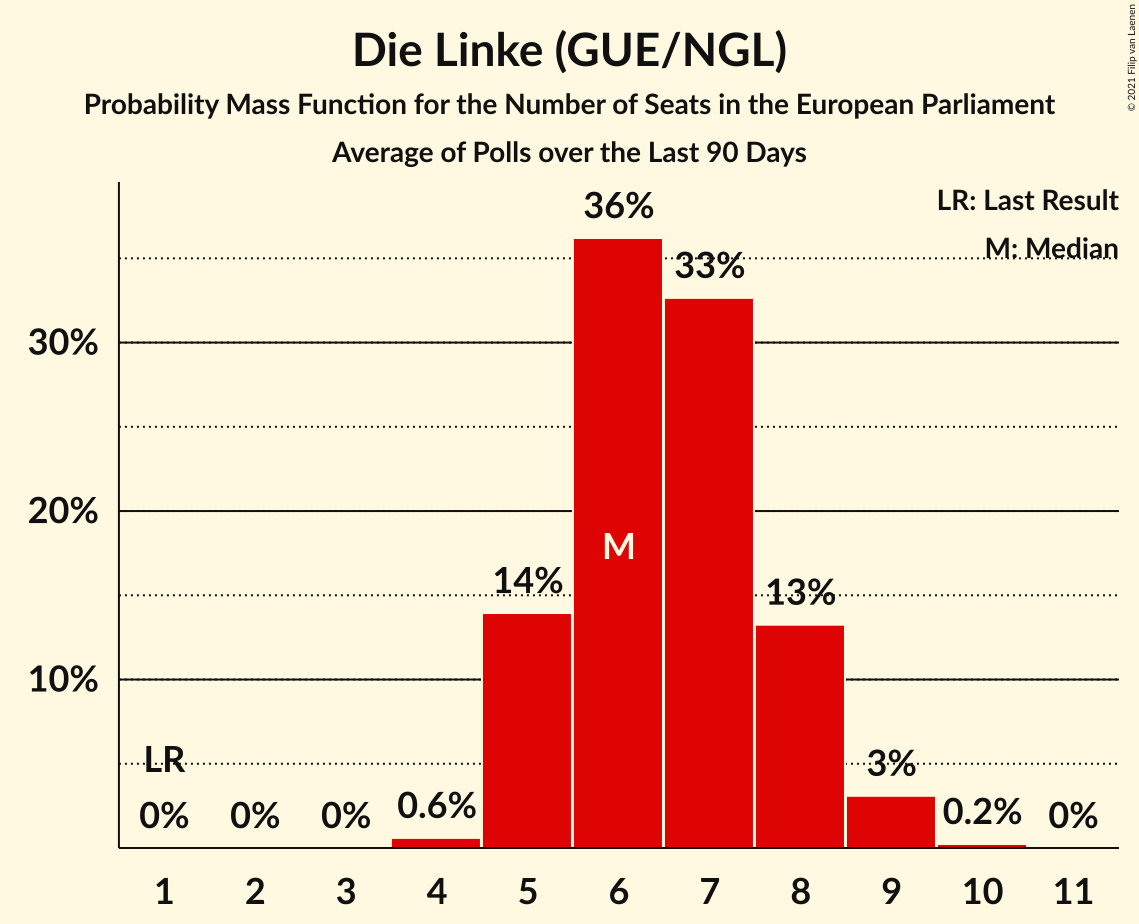 Die Linke (GUE/NGL)
Probability Mass Function for the Number of Seats in the European Parliament
Average of Polls over the Last 90 Days
© 2021 Filip van Laenen
LR: Last Result
M: Median
36%
33%
30%
20%
M
14%
13%
10%
LR
3%
0%
0%
0%
0.6%
0.2%
0%
1 2 3 4 5 6 7 8 9 10 11